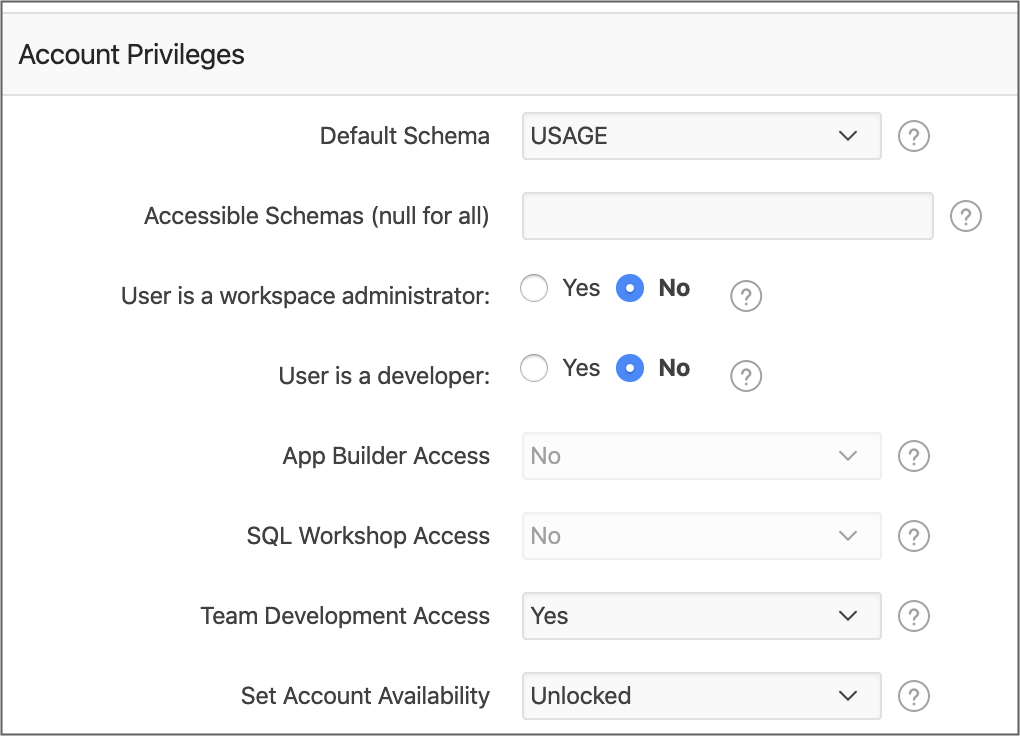 Account Privileges
Default Schema USAGE ?
Accessible Schemas (null for all) ?
User is a workspace administrator: Yes No ?
User is a developer: Yes No ?
App Builder Access No ?
SQL Workshop Access No ?
Team Development Access Yes ?
Set Account Availability Unlocked ?